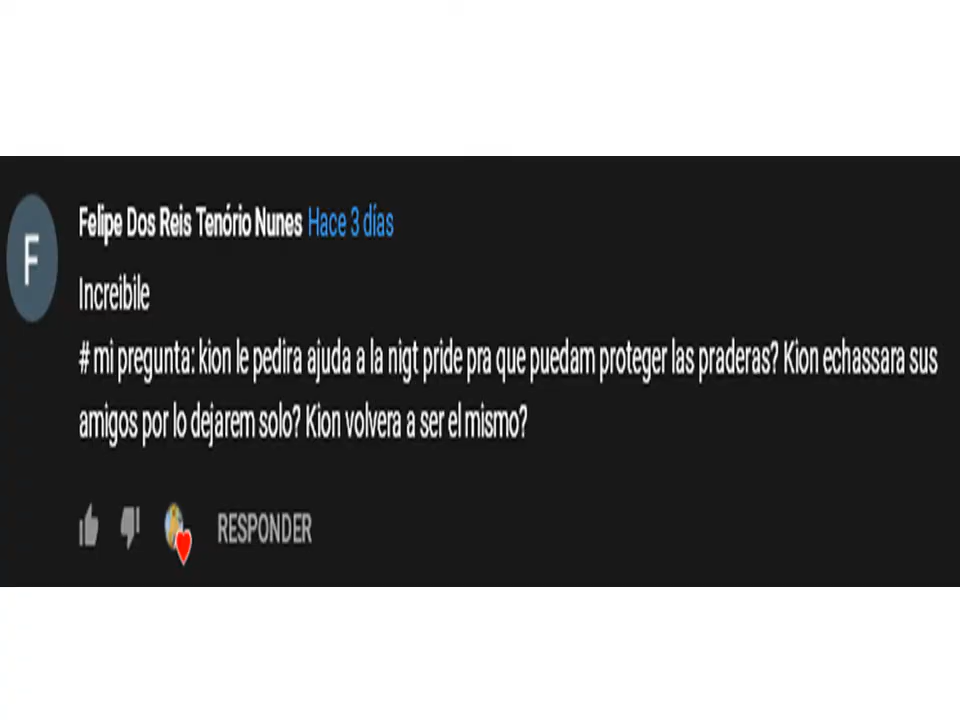 F
Felipe Dos Reis Tenório Nunes Hace 3 días
Increibile
# mi pregunta: kion le pedira ajuda a la nigt pride pra que puedam proteger las praderas? Kion echassara sus
amigos por lo dejarem solo? Kion volvera a ser el mismo?
RESPONDER